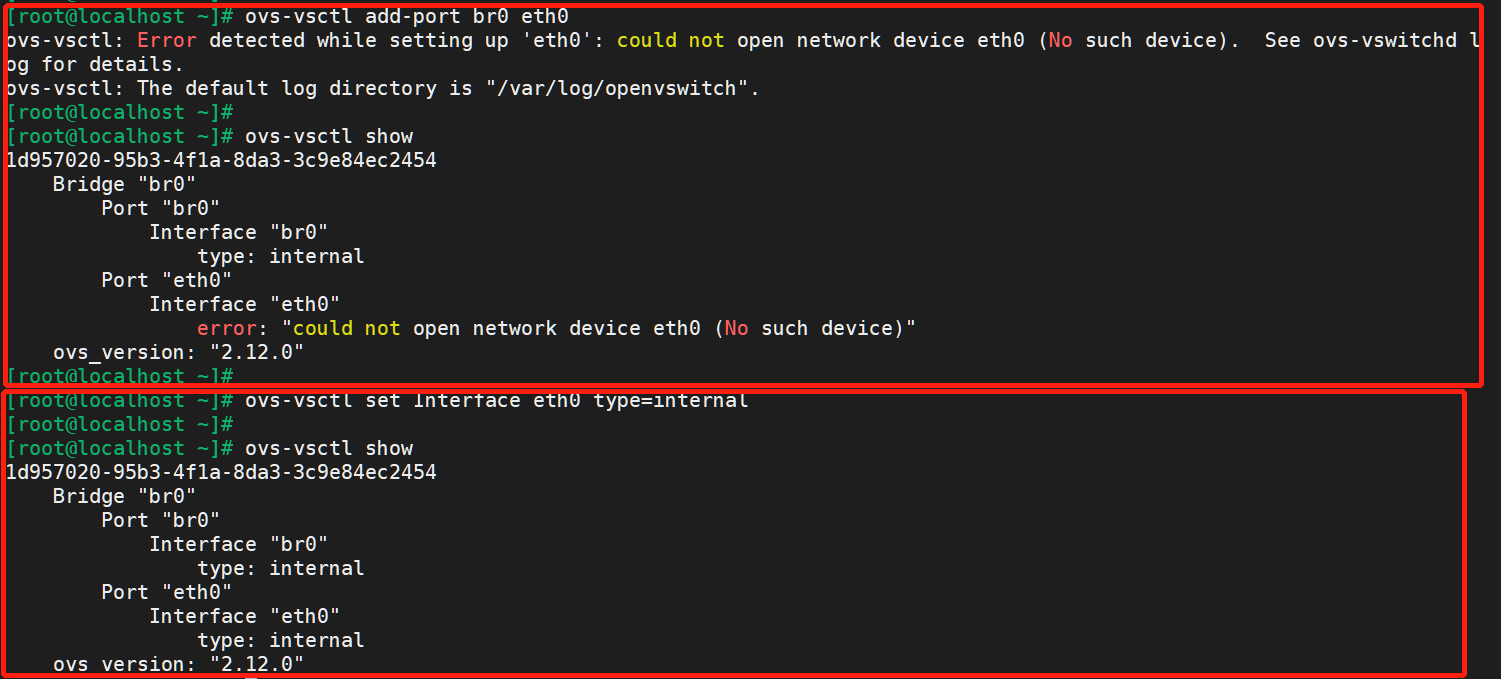 [root@localhost ~]# ovs-vsctl add-port br0 eth0
ovs-vsctl: Error detected while setting up 'eth0': could not open network device eth0 (No such device).  See ovs-vswitchd l
og for details.
ovs-vsctl: The default log directory is "/var/log/openvswitch".
[root@localhost ~]#
[root@localhost ~]# ovs-vsctl show
1d957020-95b3-4f1a-8da3-3c9e84ec2454
    Bridge "br0"
        Port "br0"
            Interface "br0"
                type: internal
        Port "eth0"
            Interface "eth0"
                error: "could not open network device eth0 (No such device)"
    ovs_version: "2.12.0"
[root@localhost ~]#
[root@localhost ~]# ovs-vsctl set Interface eth0 type=internal
[root@localhost ~]#
[root@localhost ~]# ovs-vsctl show
1d957020-95b3-4f1a-8da3-3c9e84ec2454
    Bridge "br0"
        Port "br0"
            Interface "br0"
                type: internal
        Port "eth0"
            Interface "eth0"
                type: internal
    ovs_version: "2.12.0"